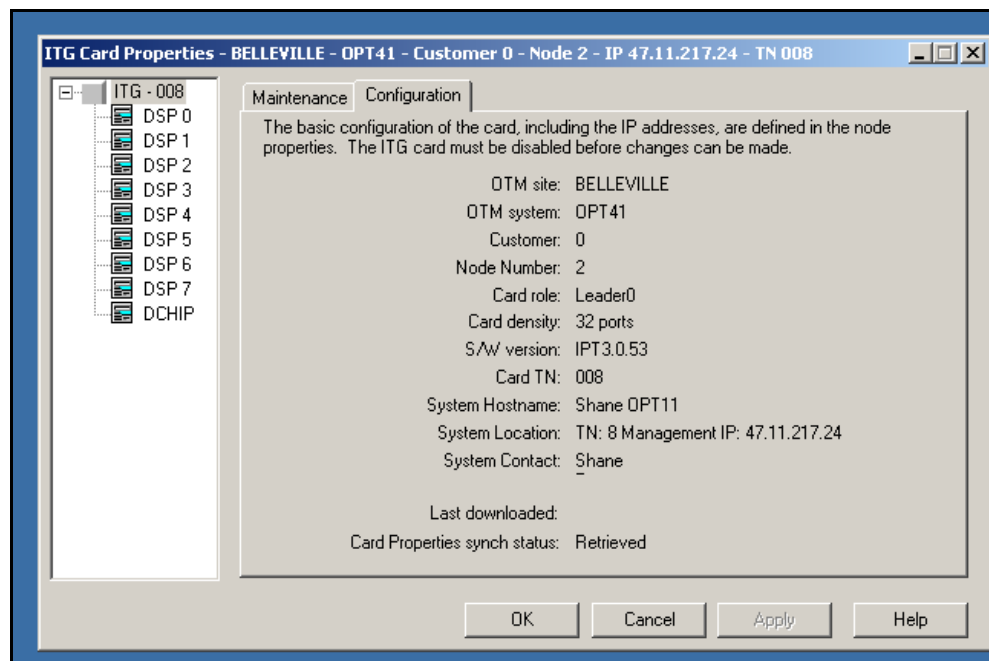 ITG Card Properties - BELLEVILLE - OPT41 - Customer 0 - Node 2 - IP 47.11.217.24 - TN 008
ITG - 008
DSP 0
DSP 1
DSP 2
DSP 3
DSP 4
DSP 5
DSP 6
DSP 7
DCHIP
Maintenance Configuration
The basic configuration of the card, including the IP addresses, are defined in the node
properties. The ITG card must be disabled before changes can be made.
OTM site: BELLEVILLE
OTM system: OPT41
Customer: 0
Node Number: 2
Card role: Leader0
Card density: 32 ports
S/W version: IPT3.0.53
Card TN: 008
System Hostname: Shane OPT11
System Location: TN: 8 Management IP: 47.11.217.24
System Contact: Shane
Last downloaded:
Card Properties synch status: Retrieved
OK Cancel Apply Help